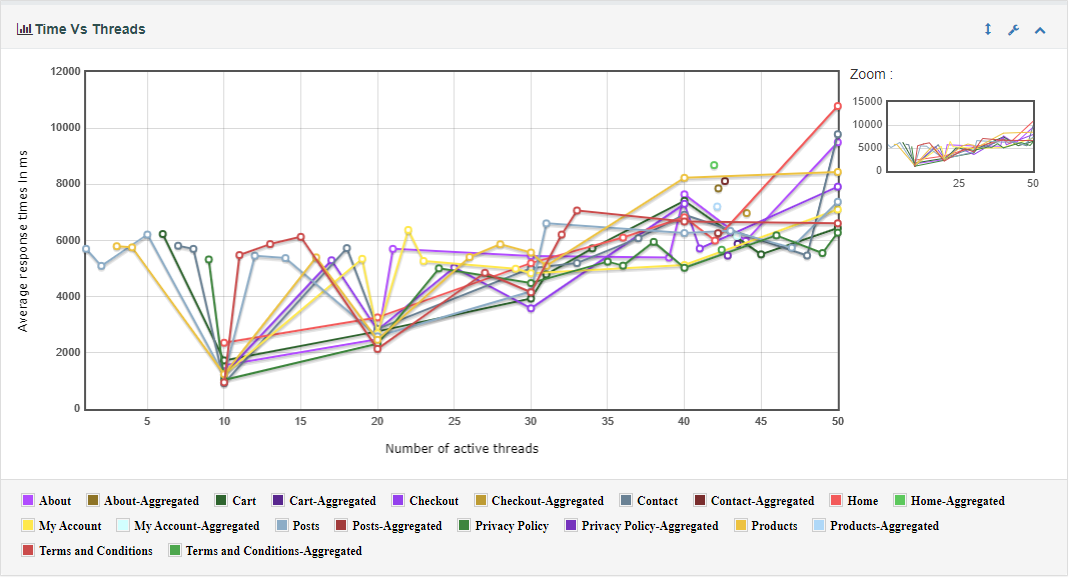 Time Vs Threads
Zoom :
12000
10000
8000
6000
4000
2000
0
Average response times in ms
5 10 15 20 25 30 35 40 45 50
Number of active threads
15000
10000
5000
0
25 50
About About-Aggregated Cart Cart-Aggregated Checkout Checkout-Aggregated Contact Contact-Aggregated Home Home-Aggregated
My Account My Account-Aggregated Posts Posts-Aggregated Privacy Policy Privacy Policy-Aggregated Products Products-Aggregated
Terms and Conditions Terms and Conditions-Aggregated